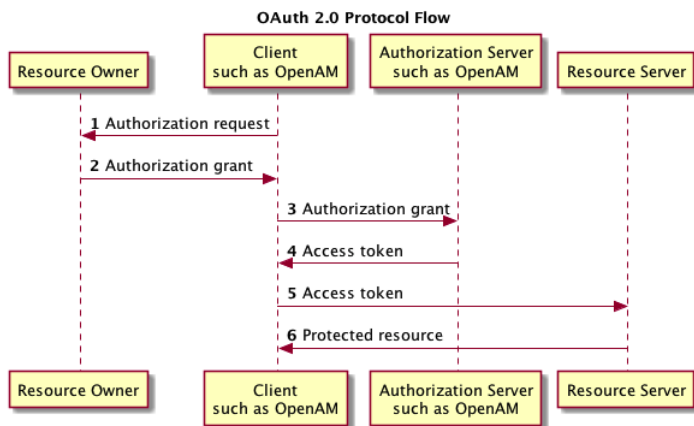 OAuth 2.0 Protocol Flow
Resource Owner
Client
such as OpenAM
Authorization Server
such as OpenAM
Resource Server
1 Authorization request
2 Authorization grant
3 Authorization grant
4 Access token
5 Access token
6 Protected resource
Resource Owner
Client
such as OpenAM
Authorization Server
such as OpenAM
Resource Server